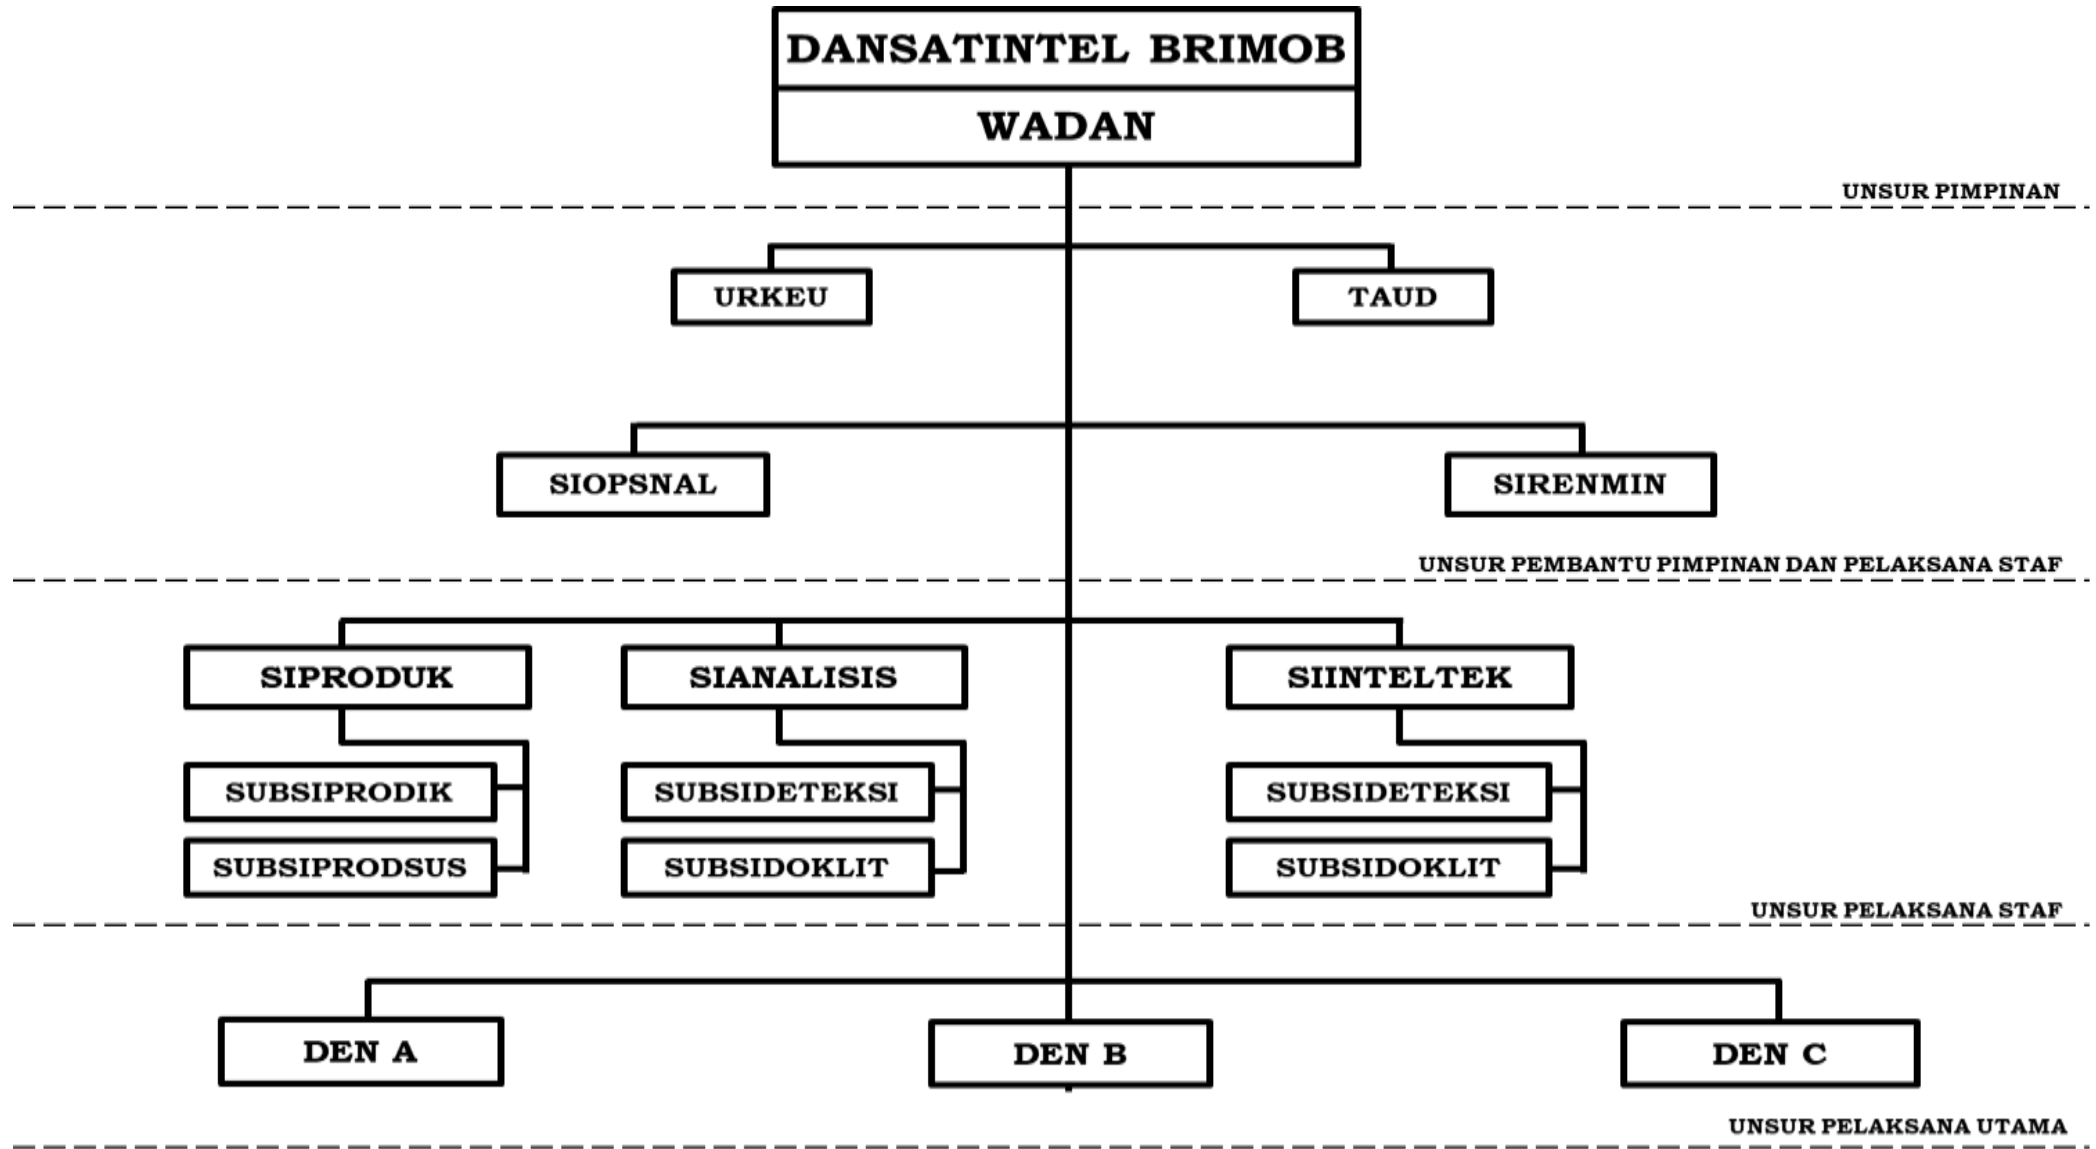 DANSATINTEL BRIMOB
WADAN
UNSUR PIMPINAN
URKEU
TAUD
SIOPSNAL
SIRENMIN
UNSUR PEMBANTU PIMPINAN DAN PELAKSANA STAF
SIPRODUK
SIANALISIS
SIINTELTEK
SUBSIPRODIK
SUBSIDETEKSI
SUBSIDETEKSI
SUBSIPRODSUS
SUBSIDOKLIT
SUBSIDOKLIT
UNSUR PELAKSANA STAF
DEN A
DEN B
DEN C
UNSUR PELAKSANA UTAMA